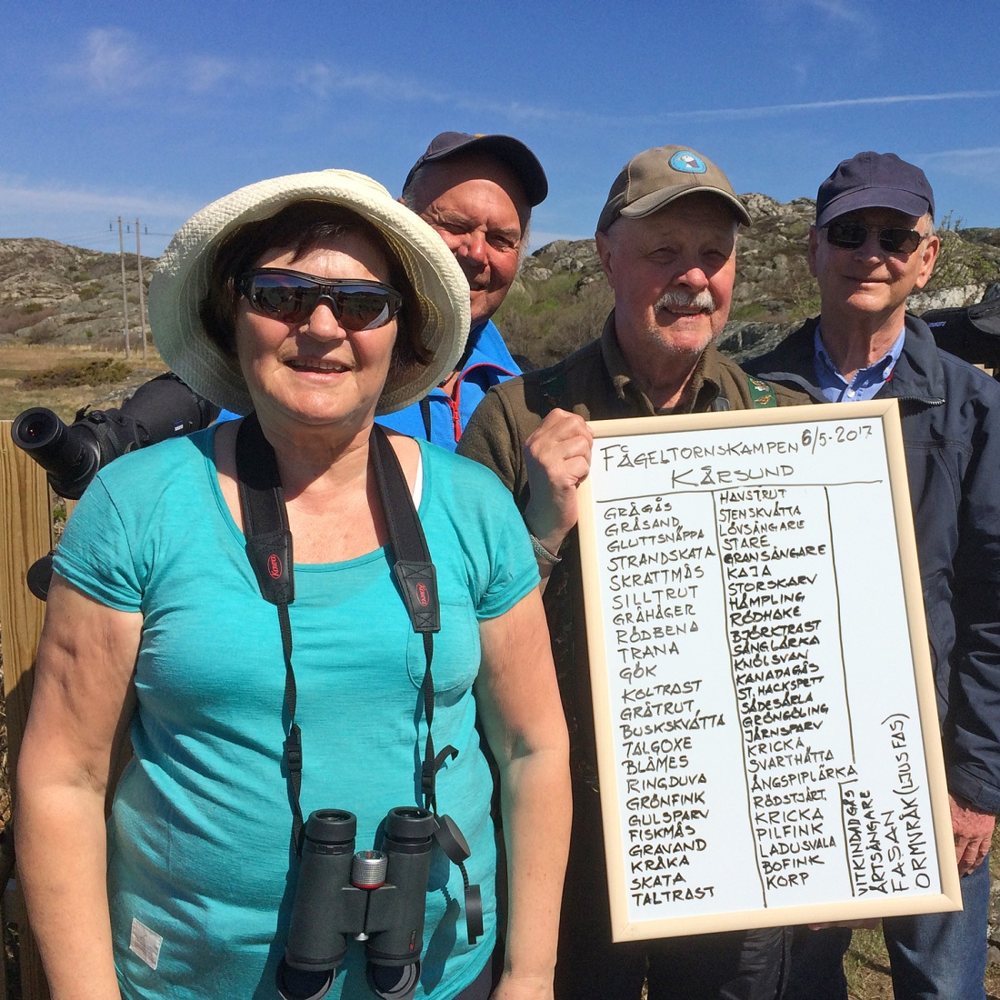 FÅGELTORNSKAMPEN 6/5-2017
KÅRSUND
GRÅGÅS
GRÅSAND
GLUTTSNÄPPA
STRANDSKATA
SKRATTMÅS
SILLTRUT
GRÅHÄGER
RÖDBENA
TRANA
GÖK
KOLTRAST
GRÅTRUT
BUSKSKVÄTTA
TALGOXE
BLÅMES
RINGDUVA
GRÖNFINK
GULSPARV
FISKMÅS
GRAVAND
KRÅKA
SKATA
TALTRAST
HAVSTRUT
STENSKVÄTTA
LÖVSÅNGARE
STARE
GRANSÅNGARE
KAJA
STORSKARV
HÄMPLING
RÖDHAKE
BJÖRKTRAST
SÅNGLÄRKA
KNÖLSVAN
KANADAGÅS
ST. HACKSPETT
SÄDESÄRLA
GRÖNGÖLING
JÄRNSPARV
KRICKA
SVARTHÄTTA
ÄNGSPIPLÄRKA
RÖDSTJÄRT.
KRICKA
PILFINK
LADUSVALA
BOFINK
KORP
VITKINDAD GÅS
ÄRTSÅNGARE
FASAN
ORMVRÅK (LJUS FAS)